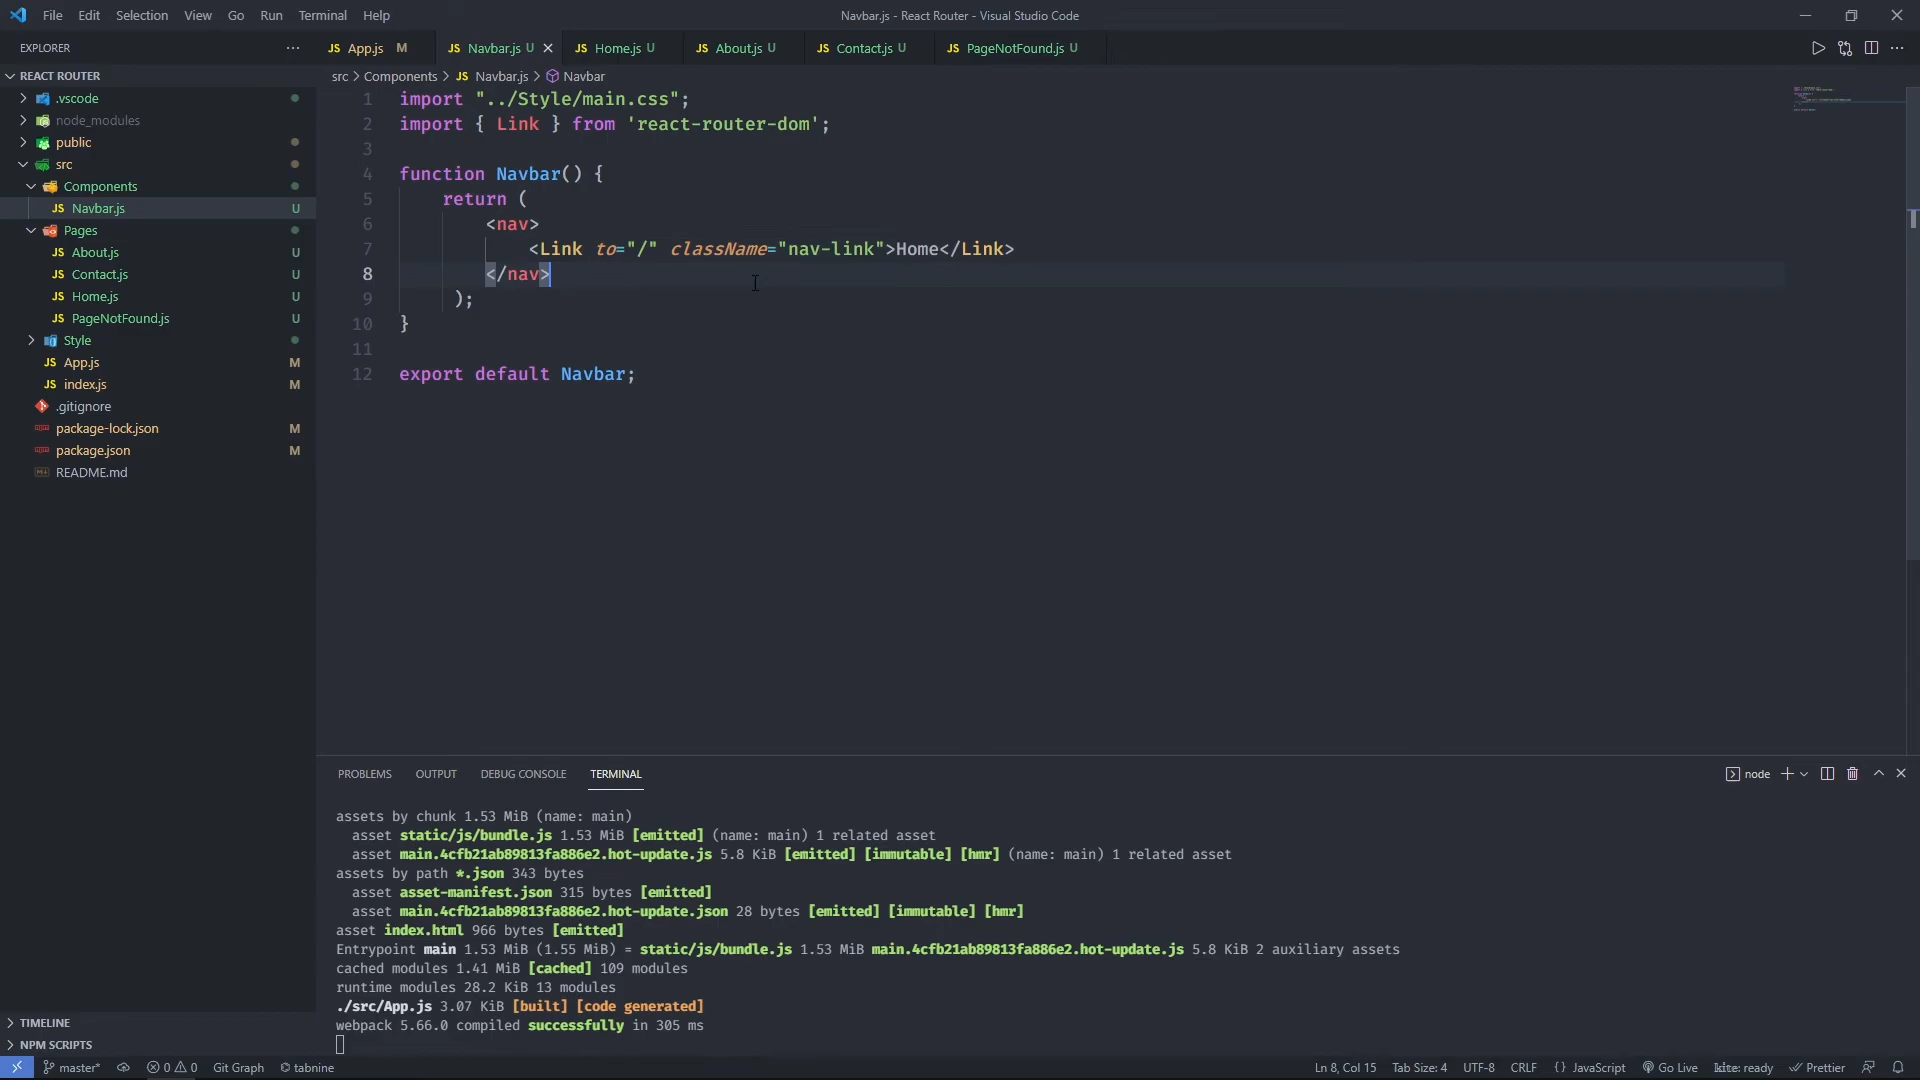 File Edit Selection View Go Run Terminal Help
Navbar.js - React Router - Visual Studio Code
EXPLORER
REACT ROUTER
.vscode
node_modules
public
src
Components
Navbar.js U
Pages
About.js U
Contact.js U
Home.js U
PageNotFound.js U
Style
App.js M
index.js M
.gitignore
package-lock.json M
package.json M
README.md
TIMELINE
NPM SCRIPTS
JS App.js M JS Navbar.js U JS Home.js U JS About.js U JS Contact.js U JS PageNotFound.js U
src > Components > JS Navbar.js > Navbar
1 import "../Style/main.css";
2 import { Link } from 'react-router-dom';
3
4 function Navbar() {
5 return (
6 <nav>
7 <Link to="/" className="nav-link">Home</Link>
8 </nav>
9 );
10 }
11
12 export default Navbar;
PROBLEMS OUTPUT DEBUG CONSOLE TERMINAL
node
assets by chunk 1.53 MiB (name: main)
asset static/js/bundle.js 1.53 MiB [emitted] (name: main) 1 related asset
asset main.4cfb21ab89813fa886e2.hot-update.js 5.8 KiB [emitted] [immutable] [hmr] (name: main) 1 related asset
assets by path *.json 343 bytes
asset asset-manifest.json 315 bytes [emitted]
asset main.4cfb21ab89813fa886e2.hot-update.json 28 bytes [emitted] [immutable] [hmr]
asset index.html 966 bytes [emitted]
Entrypoint main 1.53 MiB (1.55 MiB) = static/js/bundle.js 1.53 MiB main.4cfb21ab89813fa886e2.hot-update.js 5.8 KiB 2 auxiliary assets
cached modules 1.41 MiB [cached] 109 modules
runtime modules 28.2 KiB 13 modules
./src/App.js 3.07 KiB [built] [code generated]
webpack 5.66.0 compiled successfully in 305 ms
master* 0 0 Git Graph tabnine
Ln 8, Col 15 Tab Size: 4 UTF-8 CRLF {} JavaScript Go Live kite: ready Prettier